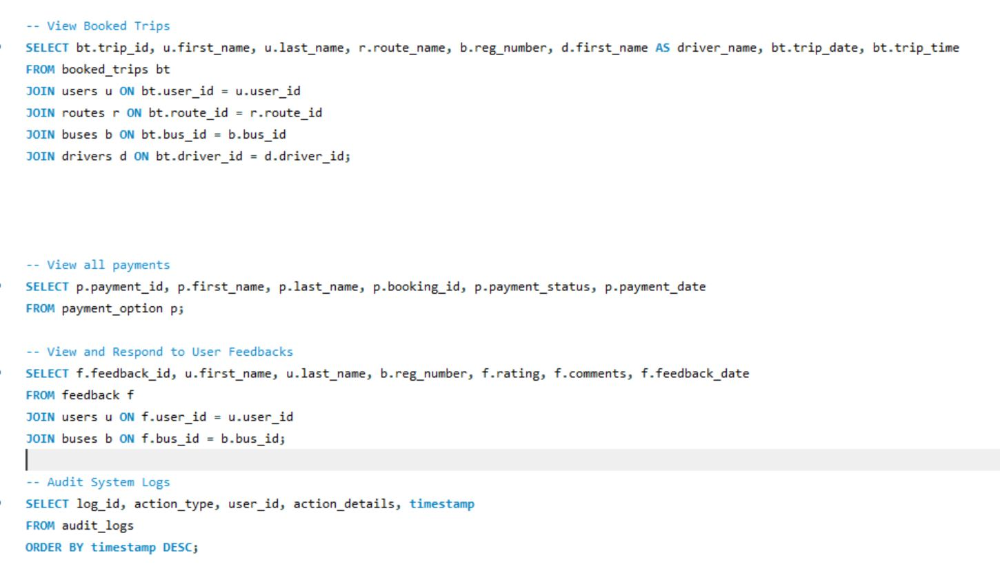 -- View Booked Trips
SELECT bt.trip_id, u.first_name, u.last_name, r.route_name, b.reg_number, d.first_name AS driver_name, bt.trip_date, bt.trip_time
FROM booked_trips bt
JOIN users u ON bt.user_id = u.user_id
JOIN routes r ON bt.route_id = r.route_id
JOIN buses b ON bt.bus_id = b.bus_id
JOIN drivers d ON bt.driver_id = d.driver_id;
-- View all payments
SELECT p.payment_id, p.first_name, p.last_name, p.booking_id, p.payment_status, p.payment_date
FROM payment_option p;
-- View and Respond to User Feedbacks
SELECT f.feedback_id, u.first_name, u.last_name, b.reg_number, f.rating, f.comments, f.feedback_date
FROM feedback f
JOIN users u ON f.user_id = u.user_id
JOIN buses b ON f.bus_id = b.bus_id;
-- Audit System Logs
SELECT log_id, action_type, user_id, action_details, timestamp
FROM audit_logs
ORDER BY timestamp DESC;